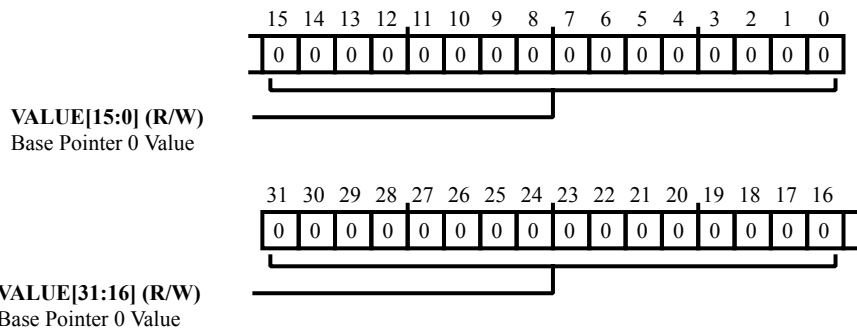 15 14 13 12 11 10 9 8 7 6 5 4 3 2 1 0
0 0 0 0 0 0 0 0 0 0 0 0 0 0 0 0
VALUE[15:0] (R/W)
Base Pointer 0 Value
31 30 29 28 27 26 25 24 23 22 21 20 19 18 17 16
0 0 0 0 0 0 0 0 0 0 0 0 0 0 0 0
VALUE[31:16] (R/W)
Base Pointer 0 Value